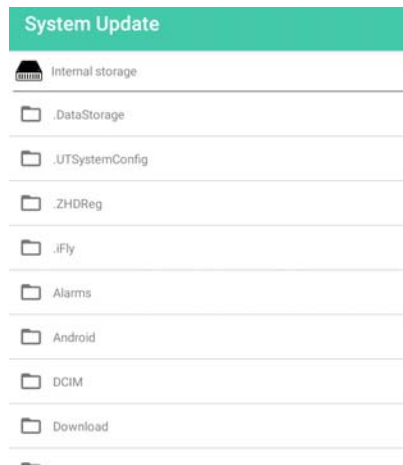 System Update
Internal storage
.DataStorage
.UTSystemConfig
.ZHDReg
.iFly
Alarms
Android
DCIM
Download